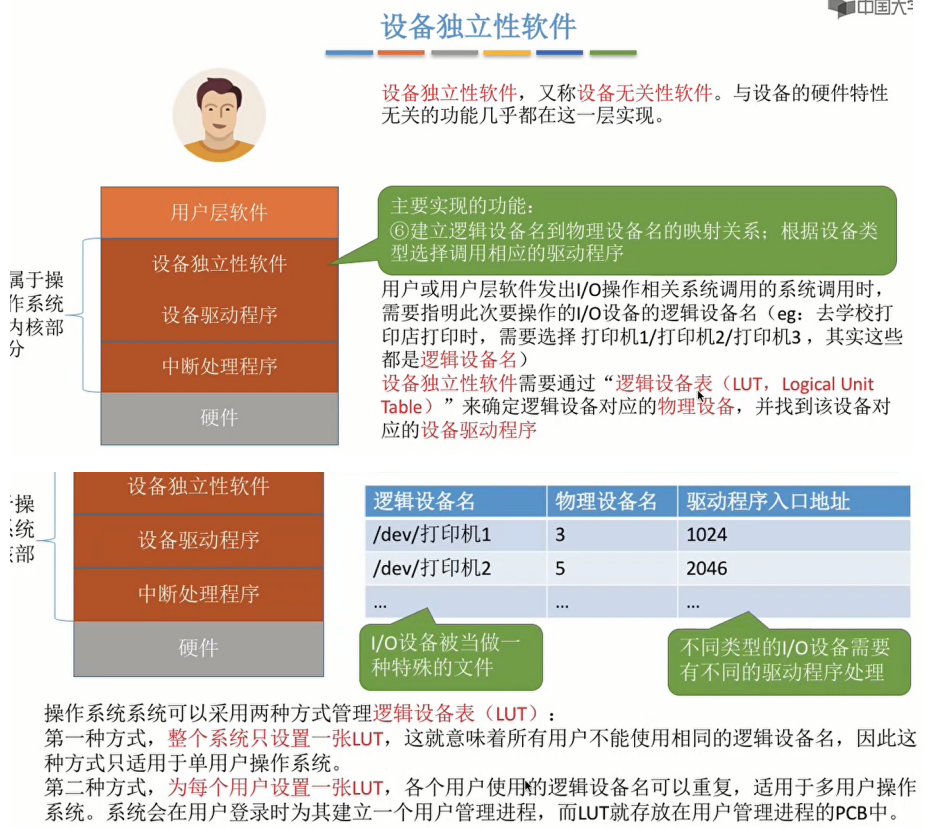 中国大学
设备独立性软件
设备独立性软件，又称设备无关性软件。与设备的硬件特性
无关的功能几乎都在这一层实现。
用户层软件
设备独立性软件
设备驱动程序
中断处理程序
硬件
属于操
作系统
内核部
分
主要实现的功能：
⑥建立逻辑设备名到物理设备名的映射关系；根据设备类
型选择调用相应的驱动程序
用户或用户层软件发出I/O操作相关系统调用的系统调用时，
需要指明此次要操作的I/O设备的逻辑设备名（eg：去学校打
印店打印时，需要选择 打印机1/打印机2/打印机3 ，其实这些
都是逻辑设备名）
设备独立性软件需要通过“逻辑设备表（LUT，Logical Unit
Table）”来确定逻辑设备对应的物理设备，并找到该设备对
应的设备驱动程序
设备独立性软件
设备驱动程序
中断处理程序
硬件
操
系统
核部
逻辑设备名 物理设备名 驱动程序入口地址
/dev/打印机1 3 1024
/dev/打印机2 5 2046
... ... ...
I/O设备被当做一
种特殊的文件
不同类型的I/O设备需要
有不同的驱动程序处理
操作系统系统可以采用两种方式管理逻辑设备表（LUT）：
第一种方式，整个系统只设置一张LUT，这就意味着所有用户不能使用相同的逻辑设备名，因此这
种方式只适用于单用户操作系统。
第二种方式，为每个用户设置一张LUT，各个用户使用的逻辑设备名可以重复，适用于多用户操作
系统。系统会在用户登录时为其建立一个用户管理进程，而LUT就存放在用户管理进程的PCB中。